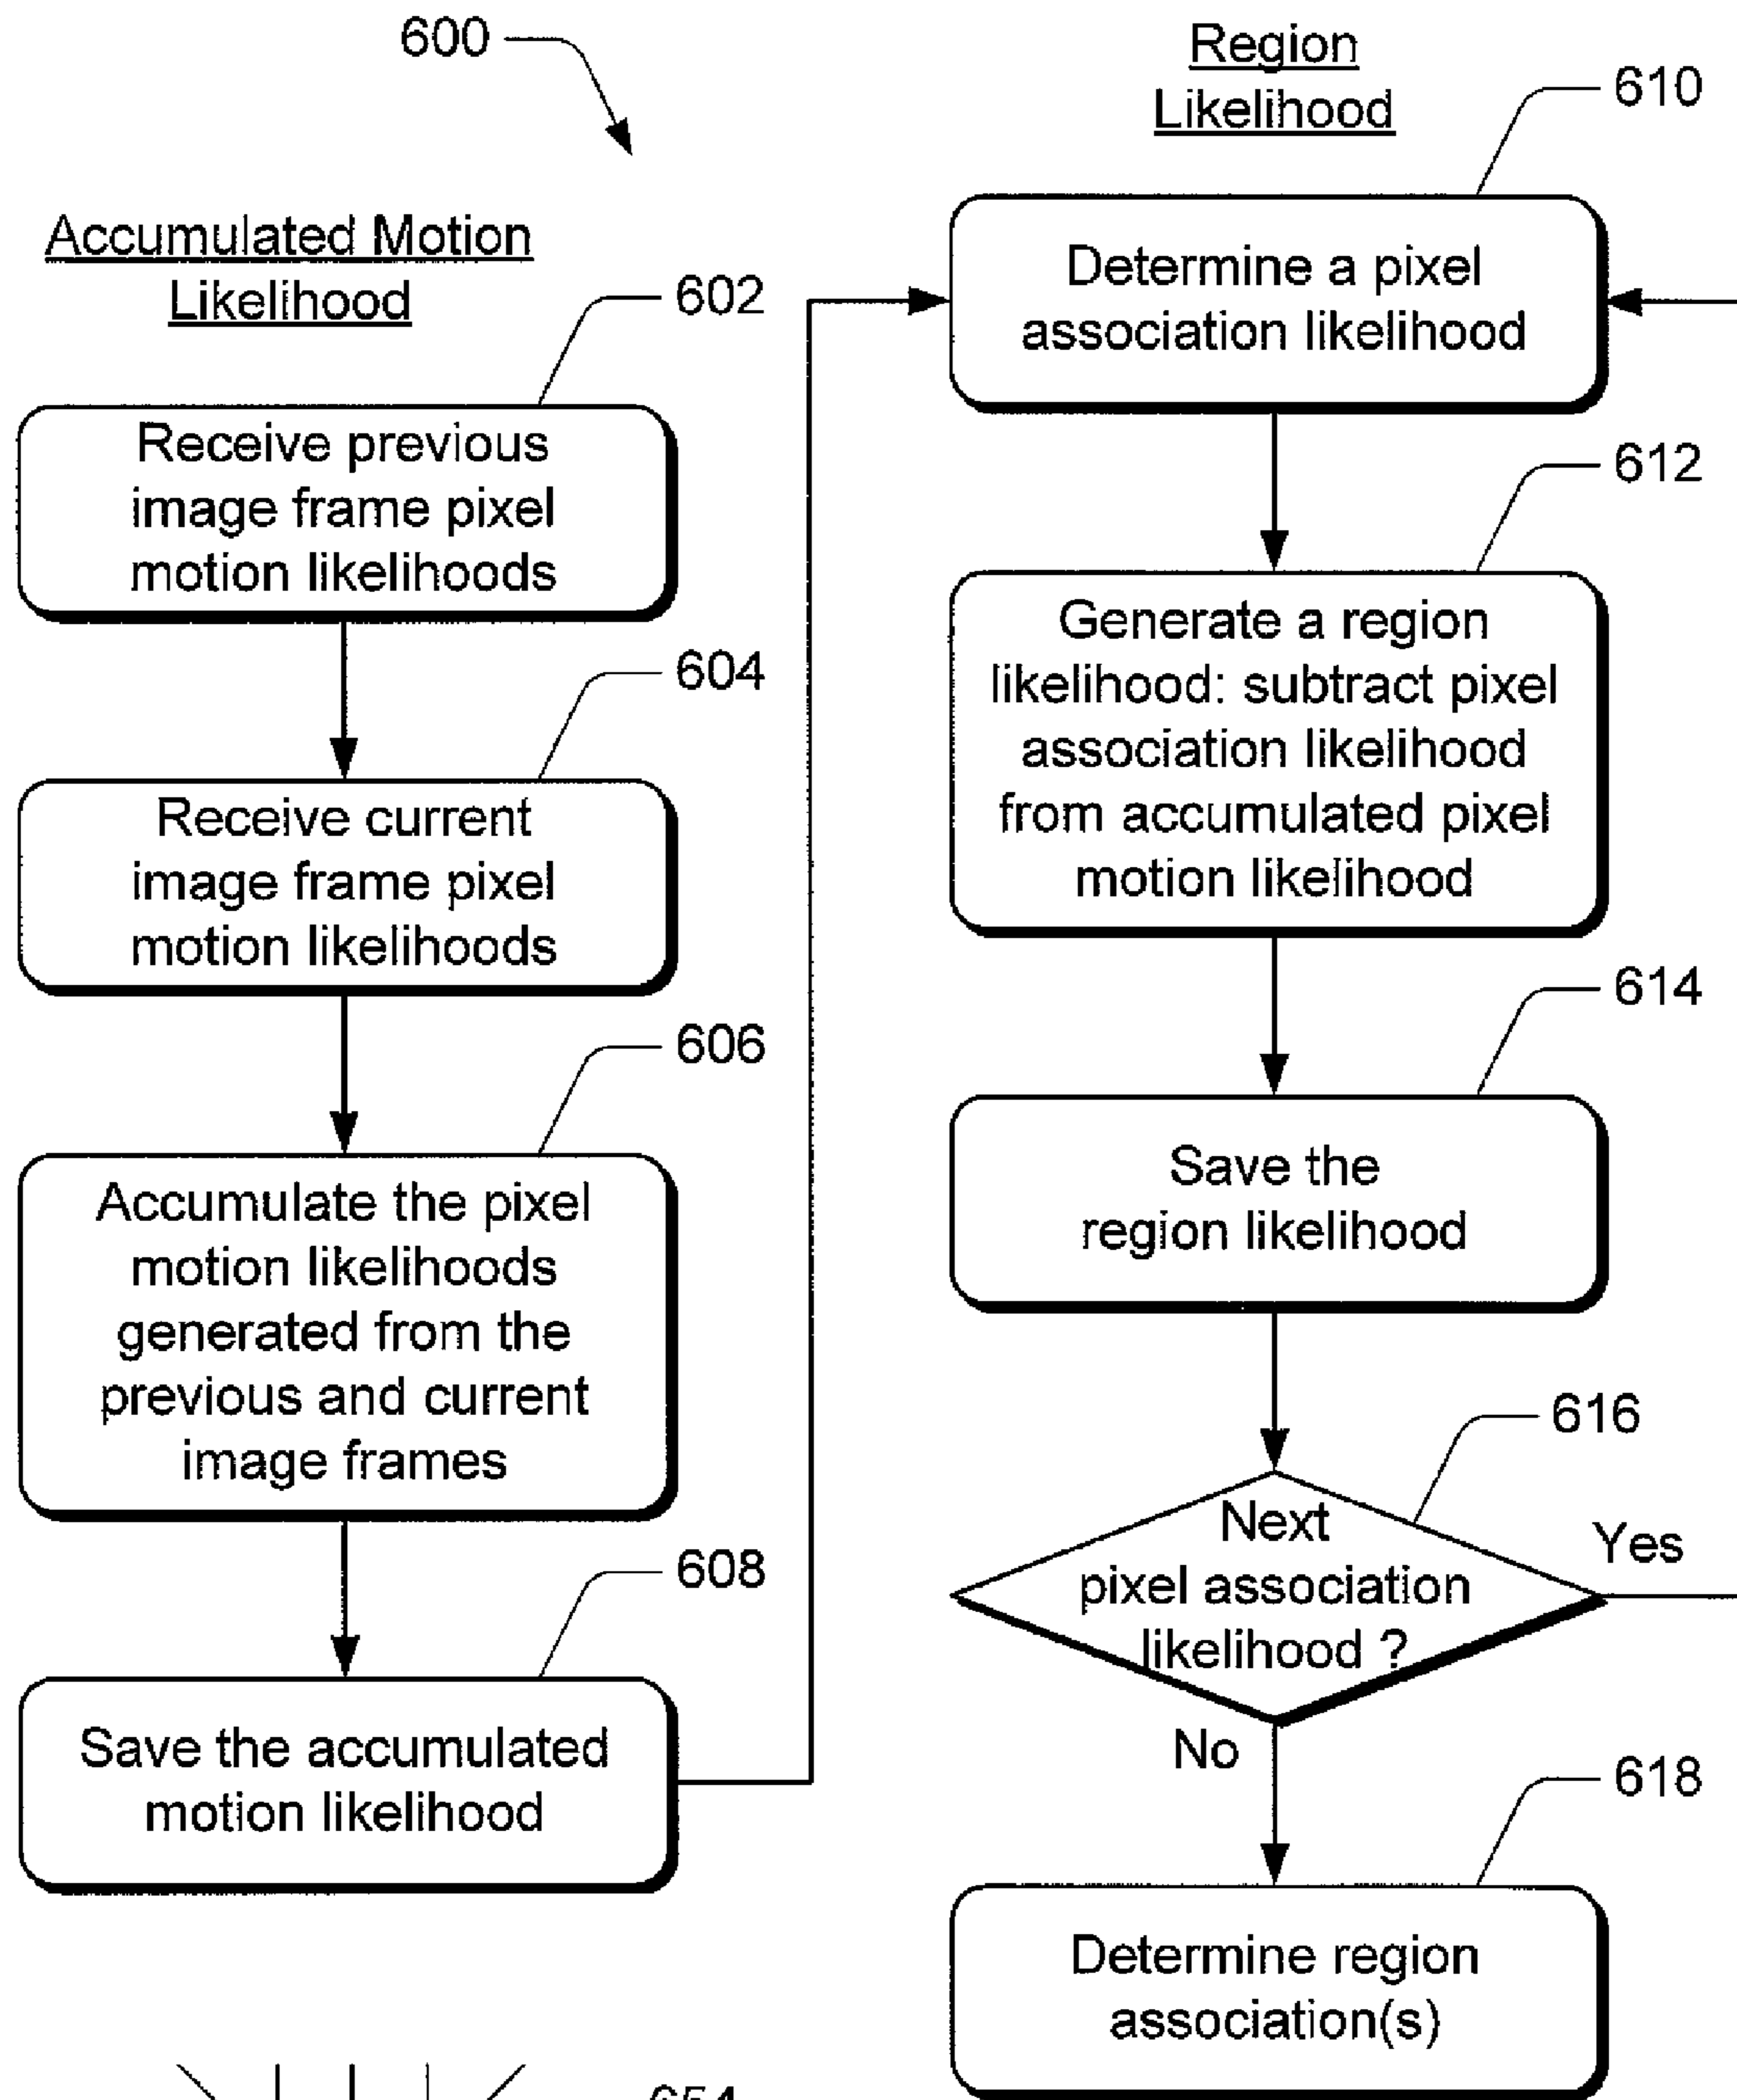 600
Accumulated Motion
Likelihood
602
Receive previous
image frame pixel
motion likelihoods
604
Receive current
image frame pixel
motion likelihoods
606
Accumulate the pixel
motion likelihoods
generated from the
previous and current
image frames
608
Save the accumulated
motion likelihood
Region
Likelihood
610
Determine a pixel
association likelihood
612
Generate a region
likelihood: subtract pixel
association likelihood
from accumulated pixel
motion likelihood
614
Save the
region likelihood
616
Next
pixel association
likelihood ?
Yes
No
618
Determine region
association(s)